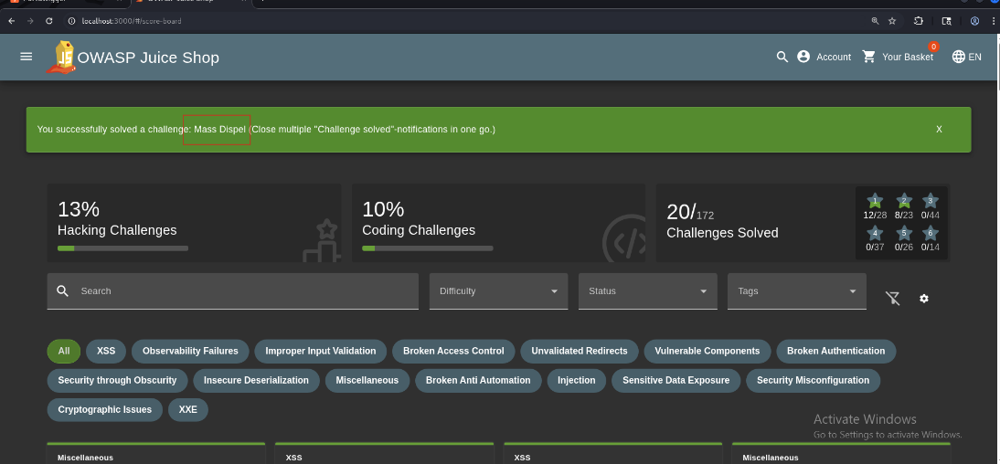 localhost:3000/#/score-board
OWASP Juice Shop
Account
Your Basket
0
EN
You successfully solved a challenge: Mass Dispel (Close multiple "Challenge solved"-notifications in one go.)
X
13%
Hacking Challenges
10%
Coding Challenges
20/172
Challenges Solved
1 2 3
12/28 8/23 0/44
4 5 6
0/37 0/26 0/14
Search
Difficulty
Status
Tags
All XSS Observability Failures Improper Input Validation Broken Access Control Unvalidated Redirects Vulnerable Components Broken Authentication
Security through Obscurity Insecure Deserialization Miscellaneous Broken Anti Automation Injection Sensitive Data Exposure Security Misconfiguration
Cryptographic Issues XXE
Activate Windows
Go to Settings to activate Windows.
Miscellaneous XSS XSS Miscellaneous